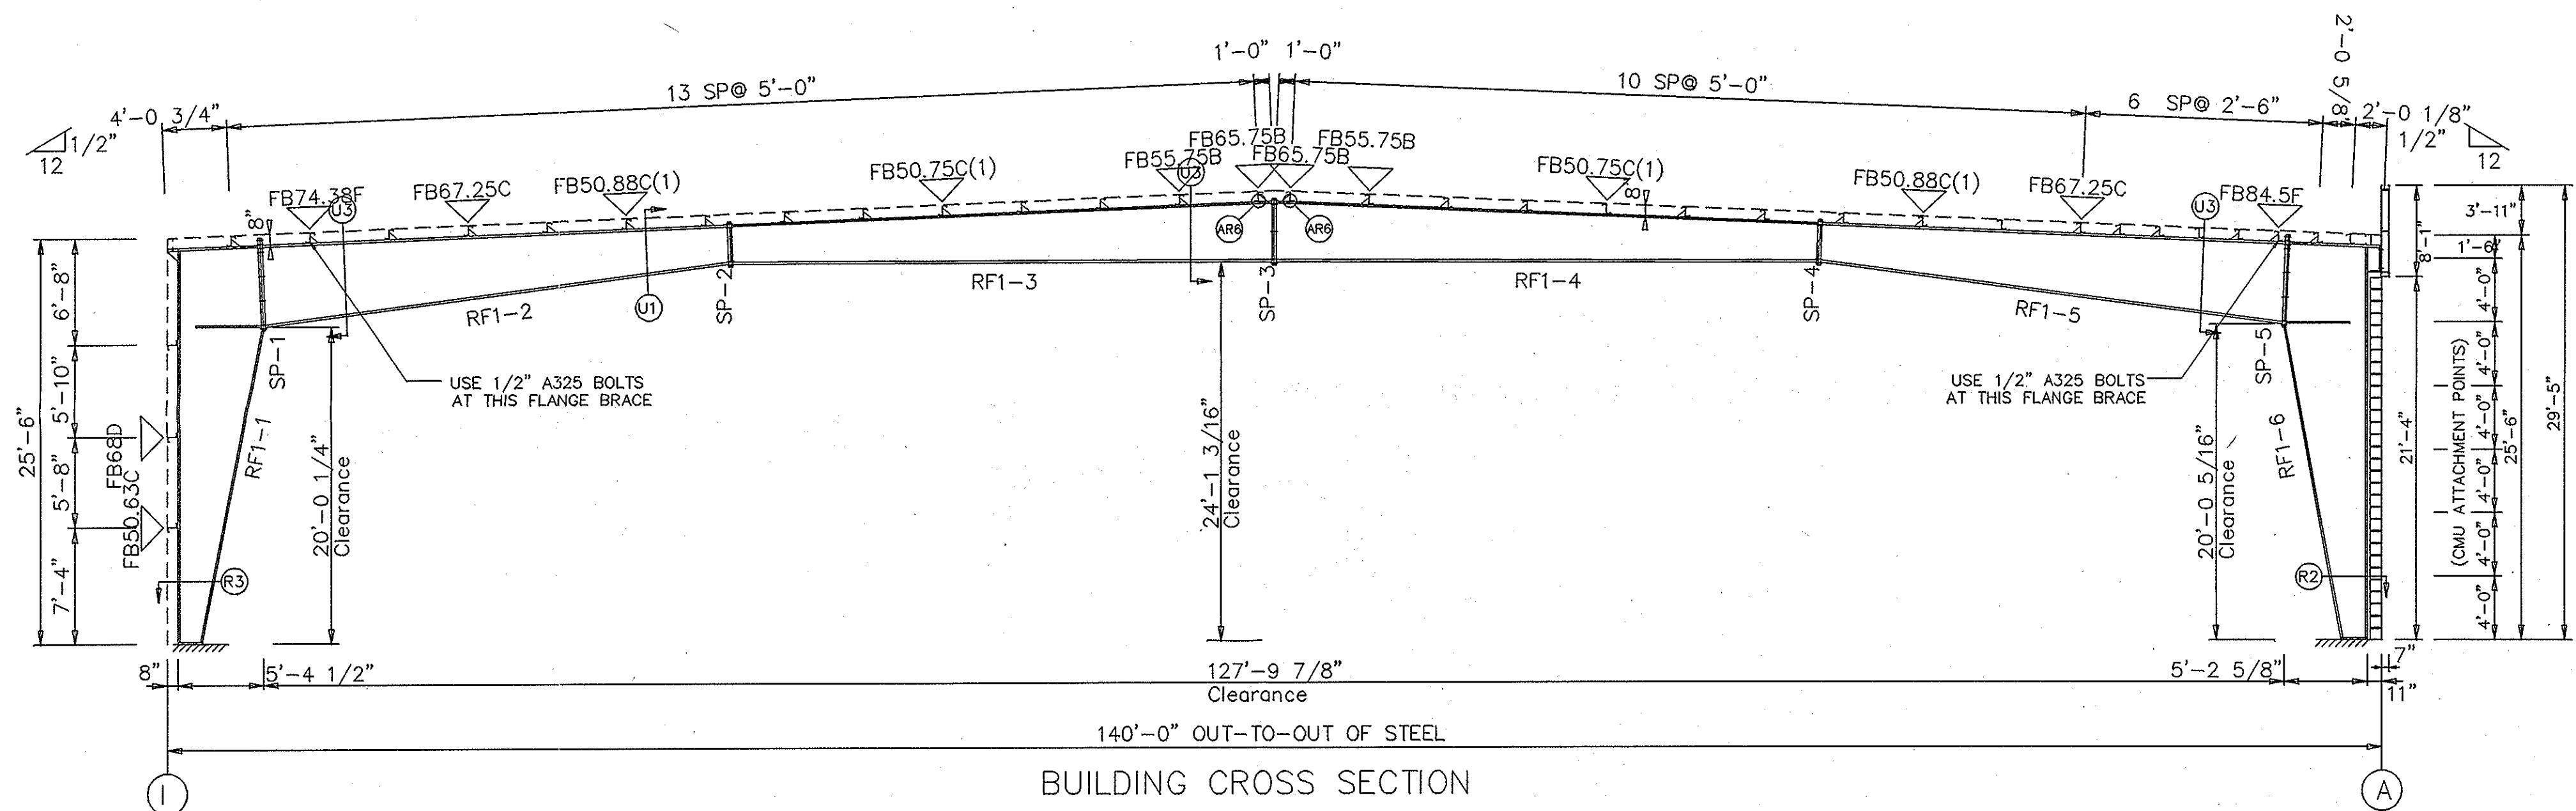 1'-0" 1'-0"
13 SP@ 5'-0"
10 SP@ 5'-0"
6 SP@ 2'-6"
2'-0 5/8"
2'-0 1/8"
4'-0 3/4"
1/2"
12
1/2"
12
FB74.38F
FB67.25C
FB50.88C(1)
FB50.75C(1)
FB55.75B
FB65.75B
FB65.75B
FB55.75B
FB50.75C(1)
FB50.88C(1)
FB67.25C
FB84.5F
U3
U3
U3
8"
8"
AR6
AR6
U1
RF1-1
SP-1
RF1-2
SP-2
RF1-3
SP-3
RF1-4
SP-4
RF1-5
SP-5
RF1-6
USE 1/2" A325 BOLTS
AT THIS FLANGE BRACE
USE 1/2" A325 BOLTS
AT THIS FLANGE BRACE
25'-6"
6'-8"
5'-10"
5'-8"
7'-4"
FB68D
FB50.63C
R3
20'-0 1/4"
Clearance
24'-1 3/16"
Clearance
20'-0 5/16"
Clearance
R2
3'-11"
8'-1"
1'-6"
4'-0"
4'-0"
4'-0"
4'-0"
4'-0"
4'-0"
21'-4"
(CMU ATTACHMENT POINTS)
25'-6"
29'-5"
8"
5'-4 1/2"
127'-9 7/8"
Clearance
5'-2 5/8"
7"
11"
140'-0" OUT-TO-OUT OF STEEL
I
BUILDING CROSS SECTION
A